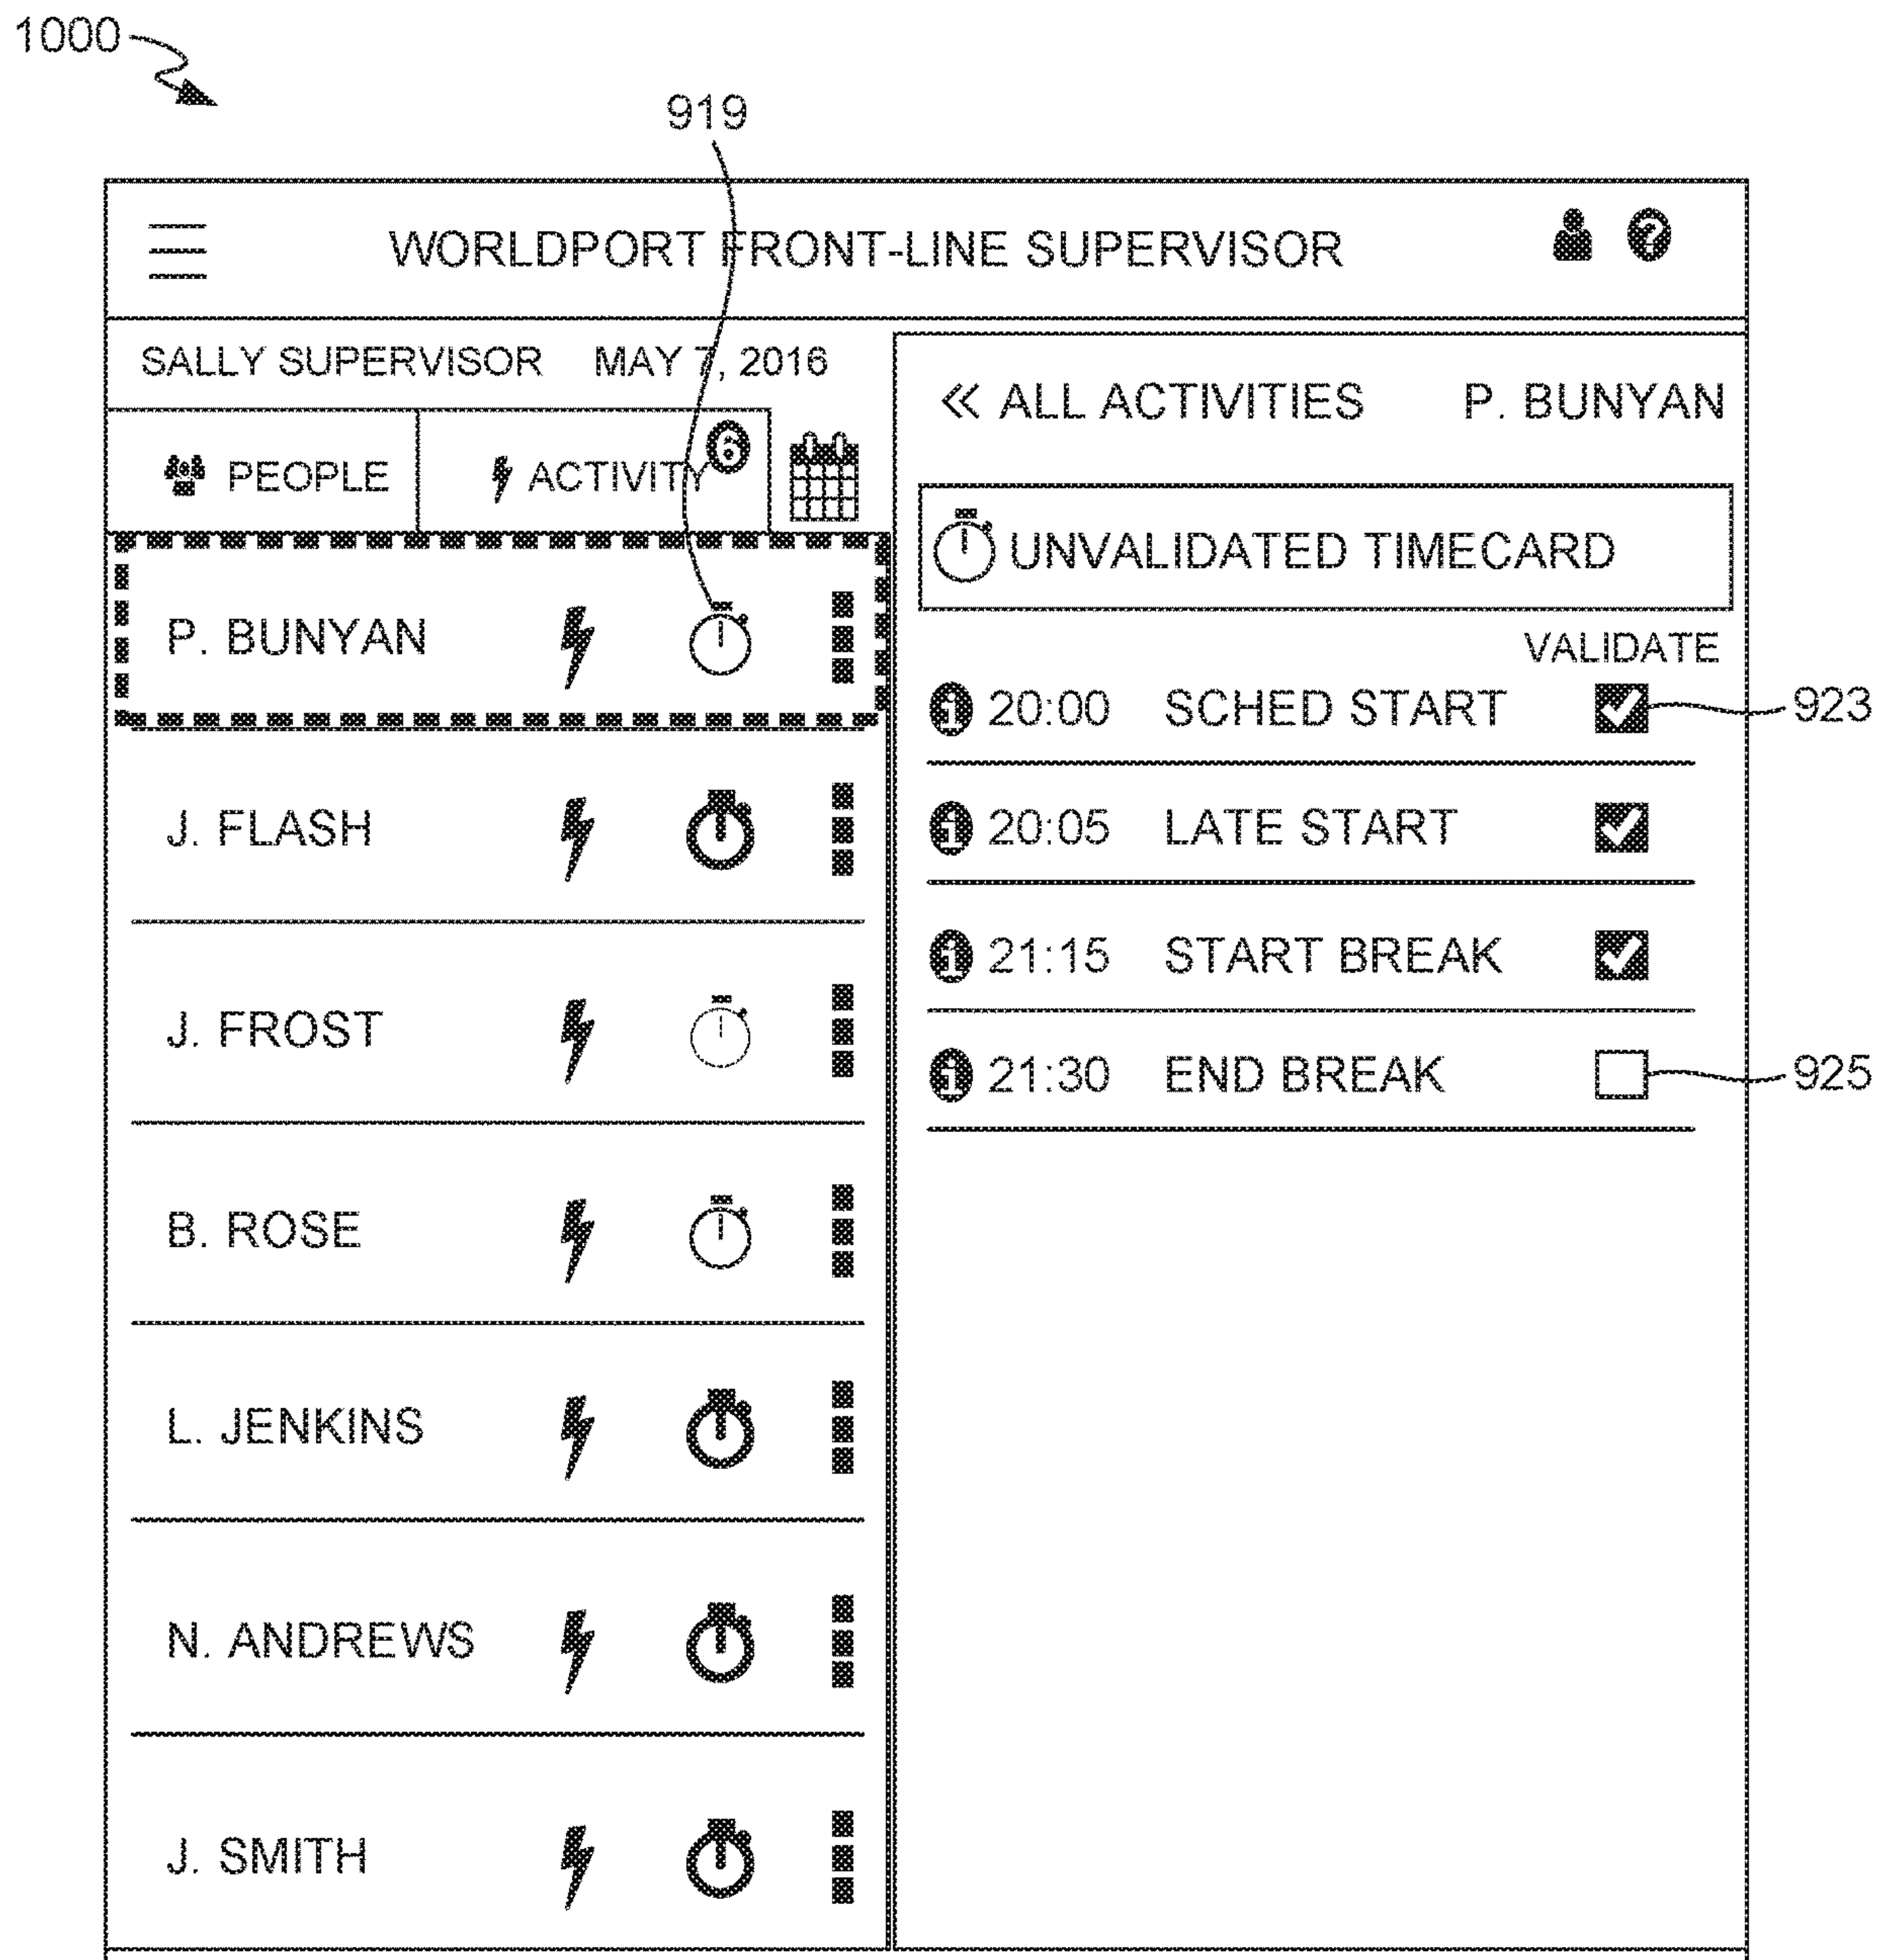 1000
919
WORLDPORT FRONT-LINE SUPERVISOR
?
SALLY SUPERVISOR MAY 7, 2016
PEOPLE
ACTIVITY
6
P. BUNYAN
J. FLASH
J. FROST
B. ROSE
L. JENKINS
N. ANDREWS
J. SMITH
« ALL ACTIVITIES P. BUNYAN
UNVALIDATED TIMECARD
VALIDATE
i 20:00 SCHED START
923
i 20:05 LATE START
i 21:15 START BREAK
i 21:30 END BREAK
925